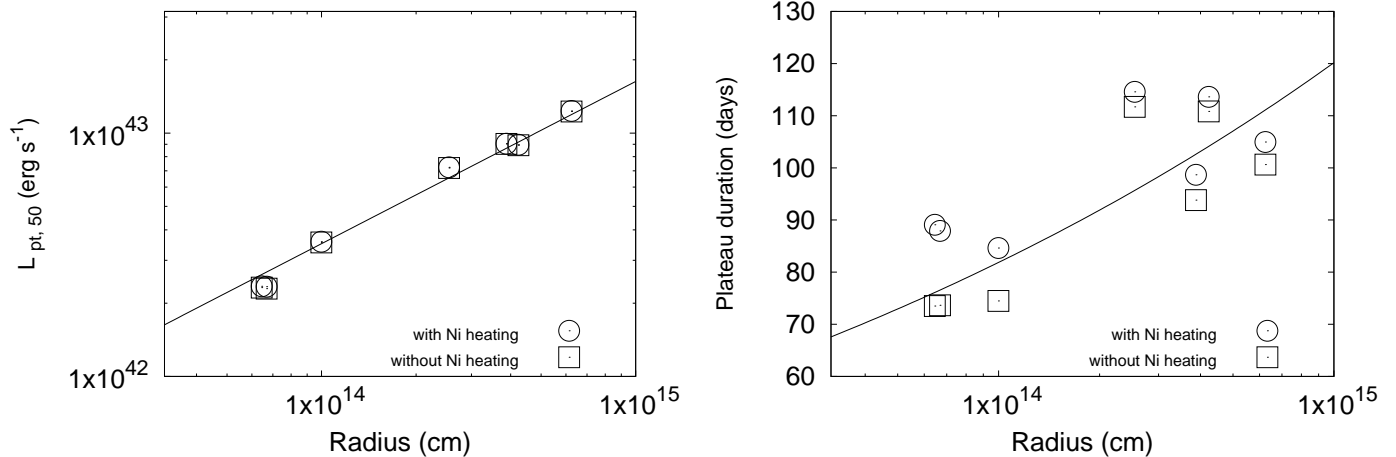 1x10^43
1x10^42
L_pt, 50 (erg s^-1)
with Ni heating
without Ni heating
1x10^14
1x10^15
Radius (cm)
130
120
110
100
90
80
70
60
Plateau duration (days)
with Ni heating
without Ni heating
1x10^14
1x10^15
Radius (cm)